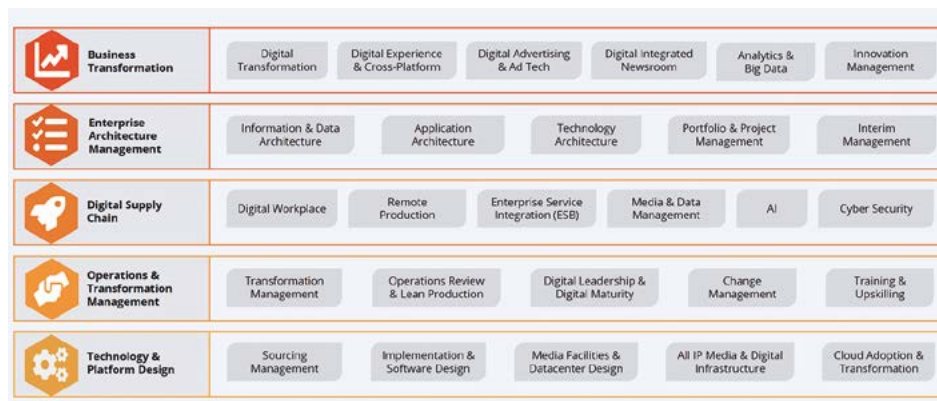 Business
Transformation
Digital
Transformation
Digital Experience
& Cross-Platform
Digital Advertising
& Ad Tech
Digital Integrated
Newsroom
Analytics &
Big Data
Innovation
Management
Enterprise
Architecture
Management
Information & Data
Architecture
Application
Architecture
Technology
Architecture
Portfolio & Project
Management
Interim
Management
Digital Supply
Chain
Digital Workplace
Remote
Production
Enterprise Service
Integration (ESB)
Media & Data
Management
AI
Cyber Security
Operations &
Transformation
Management
Transformation
Management
Operations Review
& Lean Production
Digital Leadership &
Digital Maturity
Change
Management
Training &
Upskilling
Technology &
Platform Design
Sourcing
Management
Implementation &
Software Design
Media Facilities &
Datacenter Design
All IP Media & Digital
Infrastructure
Cloud Adoption &
Transformation